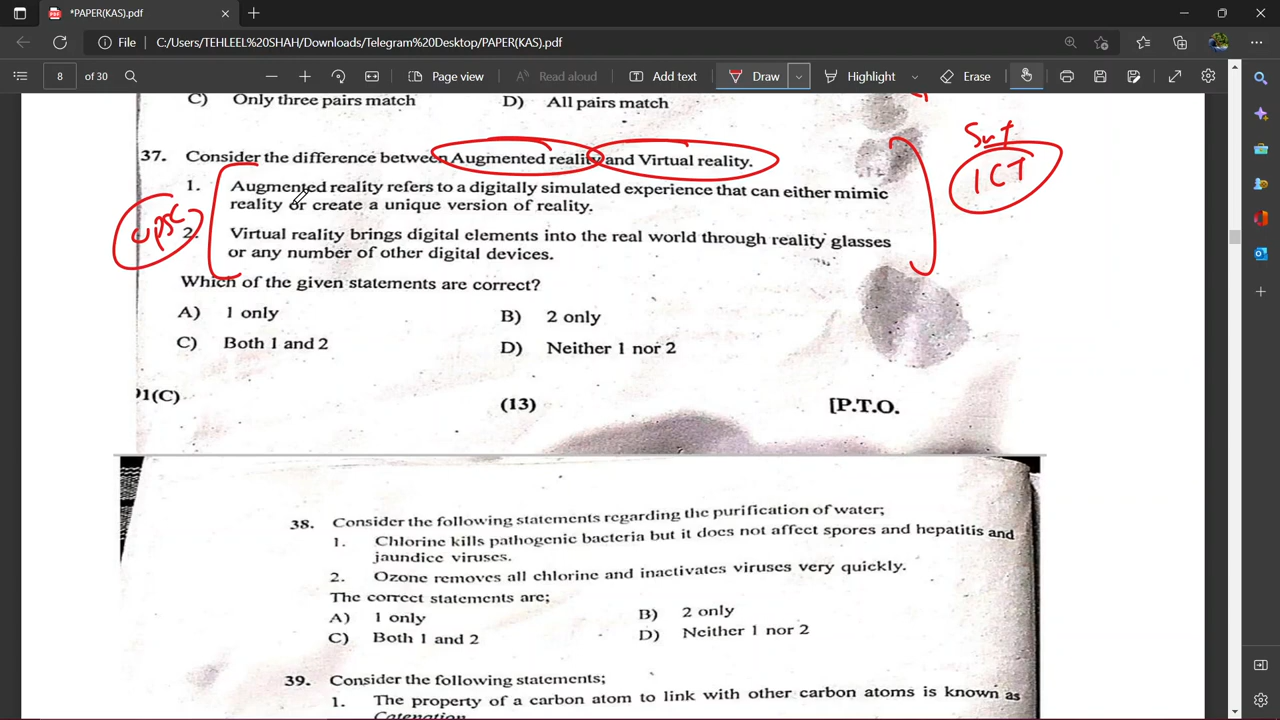 *PAPER(KAS).pdf
File C:/Users/TEHLEEL%20SHAH/Downloads/Telegram%20Desktop/PAPER(KAS).pdf
8 of 30 Page view Read aloud Add text Draw Highlight Erase
C) Only three pairs match D) All pairs match
37. Consider the difference between Augmented reality and Virtual reality.
1. Augmented reality refers to a digitally simulated experience that can either mimic
reality or create a unique version of reality.
2. Virtual reality brings digital elements into the real world through reality glasses
or any number of other digital devices.
Which of the given statements are correct?
A) 1 only B) 2 only
C) Both 1 and 2 D) Neither 1 nor 2
upsc
ICT
1(C) (13) [P.T.O.
38. Consider the following statements regarding the purification of water;
1. Chlorine kills pathogenic bacteria but it does not affect spores and hepatitis and
jaundice viruses.
2. Ozone removes all chlorine and inactivates viruses very quickly.
The correct statements are;
A) 1 only B) 2 only
C) Both 1 and 2 D) Neither 1 nor 2
39. Consider the following statements;
1. The property of a carbon atom to link with other carbon atoms is known as
Catenation